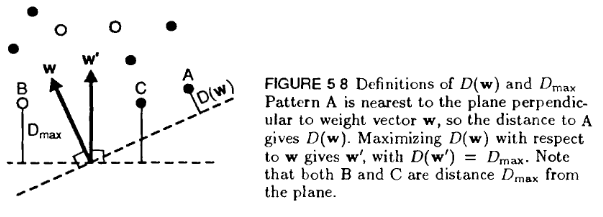 w
w'
B
C
A
D(w)
Dmax
FIGURE 5 8 Definitions of D(w) and Dmax
Pattern A is nearest to the plane perpendic-
ular to weight vector w, so the distance to A
gives D(w). Maximizing D(w) with respect
to w gives w', with D(w') = Dmax. Note
that both B and C are distance Dmax from
the plane.